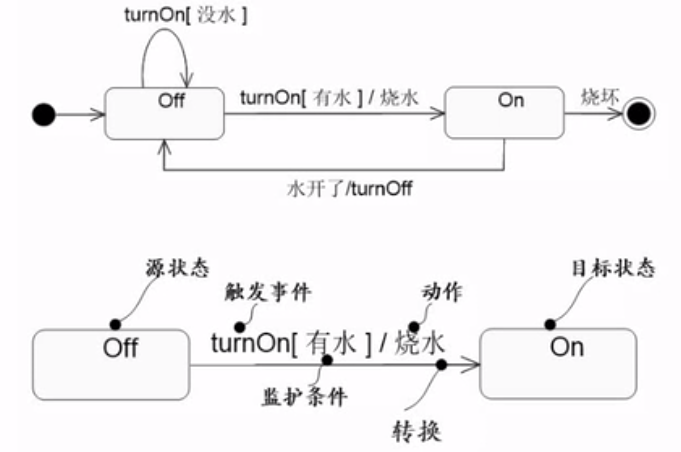 turnOn[ 没水 ]
Off
turnOn[ 有水 ] / 烧水
On
烧坏
水开了/turnOff
源状态
触发事件
动作
目标状态
Off
turnOn[ 有水 ] / 烧水
On
监护条件
转换